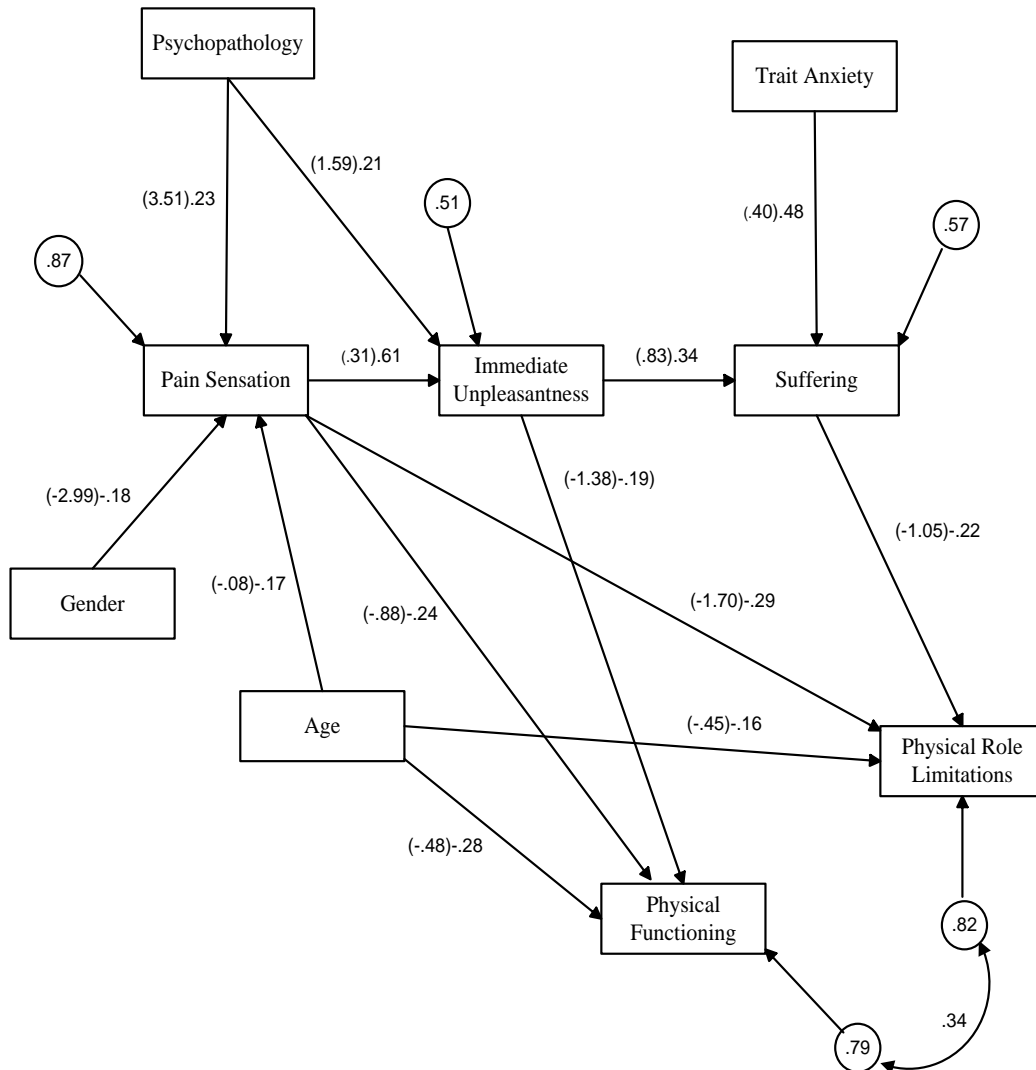 Psychopathology
Trait Anxiety
(1.59).21
(3.51).23
.51
(.40).48
.57
.87
Pain Sensation
(.31).61
Immediate
Unpleasantness
(.83).34
Suffering
(-2.99)-.18
(-1.38)-.19)
(-1.05)-.22
Gender
(-.08)-.17
(-.88)-.24
(-1.70)-.29
Age
(-.45)-.16
Physical Role
Limitations
(-.48)-.28
Physical
Functioning
.82
.34
.79